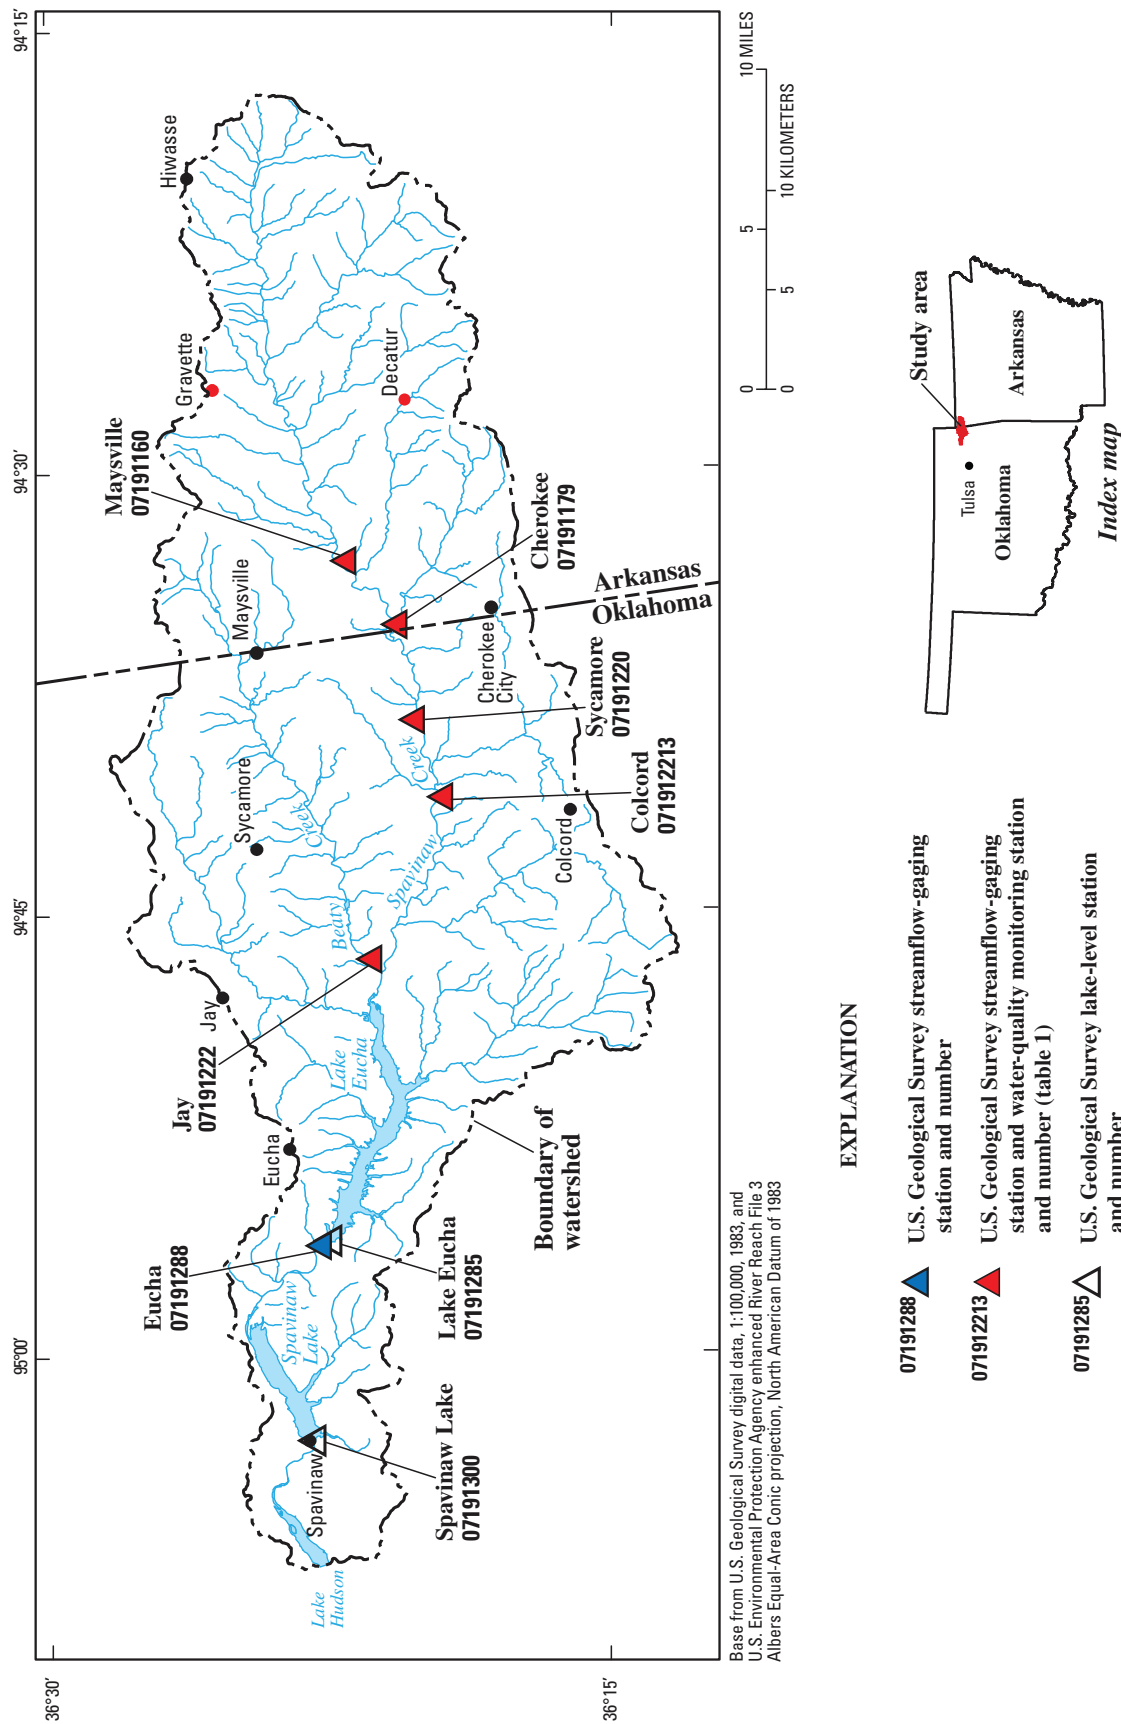 94°15'
94°30'
94°45'
95°00'
36°30'
36°15'
Hiwasse
Gravette
Decatur
Maysville
07191160
Cherokee
07191179
Maysville
Arkansas
Oklahoma
Cherokee
City
Sycamore
07191220
Colcord
071912213
Sycamore
Colcord
Creek
Spavinaw
Creek
Beaty
Jay
Jay
07191222
Lake
Eucha
Eucha
Boundary of
watershed
Eucha
07191288
Lake Eucha
07191285
Spavinaw
Lake
Spavinaw
Spavinaw Lake
07191300
Lake
Hudson
Base from U.S. Geological Survey digital data, 1:100,000, 1983, and
U.S. Environmental Protection Agency enhanced River Reach File 3
Albers Equal-Area Conic projection, North American Datum of 1983
0 5 10 MILES
0 5 10 KILOMETERS
EXPLANATION
07191288
U.S. Geological Survey streamflow-gaging
station and number
071912213
U.S. Geological Survey streamflow-gaging
station and water-quality monitoring station
and number (table 1)
07191285
U.S. Geological Survey lake-level station
and number
Study area
Tulsa
Oklahoma
Arkansas
Index map